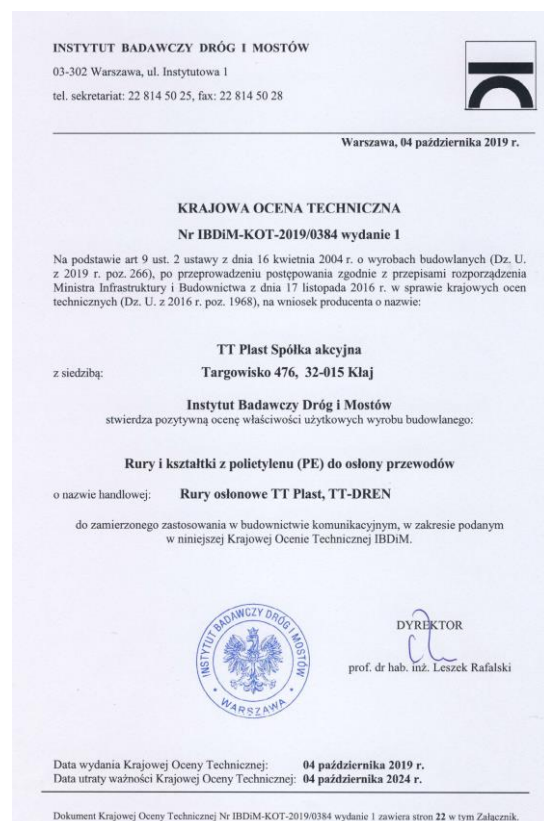 INSTYTUT BADAWCZY DRÓG I MOSTÓW
03-302 Warszawa, ul. Instytutowa 1
tel. sekretariat: 22 814 50 25, fax: 22 814 50 28
Warszawa, 04 października 2019 r.
KRAJOWA OCENA TECHNICZNA
Nr IBDiM-KOT-2019/0384 wydanie 1
Na podstawie art 9 ust. 2 ustawy z dnia 16 kwietnia 2004 r. o wyrobach budowlanych (Dz. U.
z 2019 r. poz. 266), po przeprowadzeniu postępowania zgodnie z przepisami rozporządzenia
Ministra Infrastruktury i Budownictwa z dnia 17 listopada 2016 r. w sprawie krajowych ocen
technicznych (Dz. U. z 2016 r. poz. 1968), na wniosek producenta o nazwie:
TT Plast Spółka akcyjna
z siedzibą: Targowisko 476, 32-015 Kłaj
Instytut Badawczy Dróg i Mostów
stwierdza pozytywną ocenę właściwości użytkowych wyrobu budowlanego:
Rury i kształtki z polietylenu (PE) do osłony przewodów
o nazwie handlowej: Rury osłonowe TT Plast, TT-DREN
do zamierzonego zastosowania w budownictwie komunikacyjnym, w zakresie podanym
w niniejszej Krajowej Ocenie Technicznej IBDiM.
INSTYTUT BADAWCZY DRÓG I MOSTÓW
WARSZAWA
DYREKTOR
prof. dr hab. inż. Leszek Rafalski
Data wydania Krajowej Oceny Technicznej: 04 października 2019 r.
Data utraty ważności Krajowej Oceny Technicznej: 04 października 2024 r.
Dokument Krajowej Oceny Technicznej Nr IBDiM-KOT-2019/0384 wydanie 1 zawiera stron 22 w tym Załącznik.